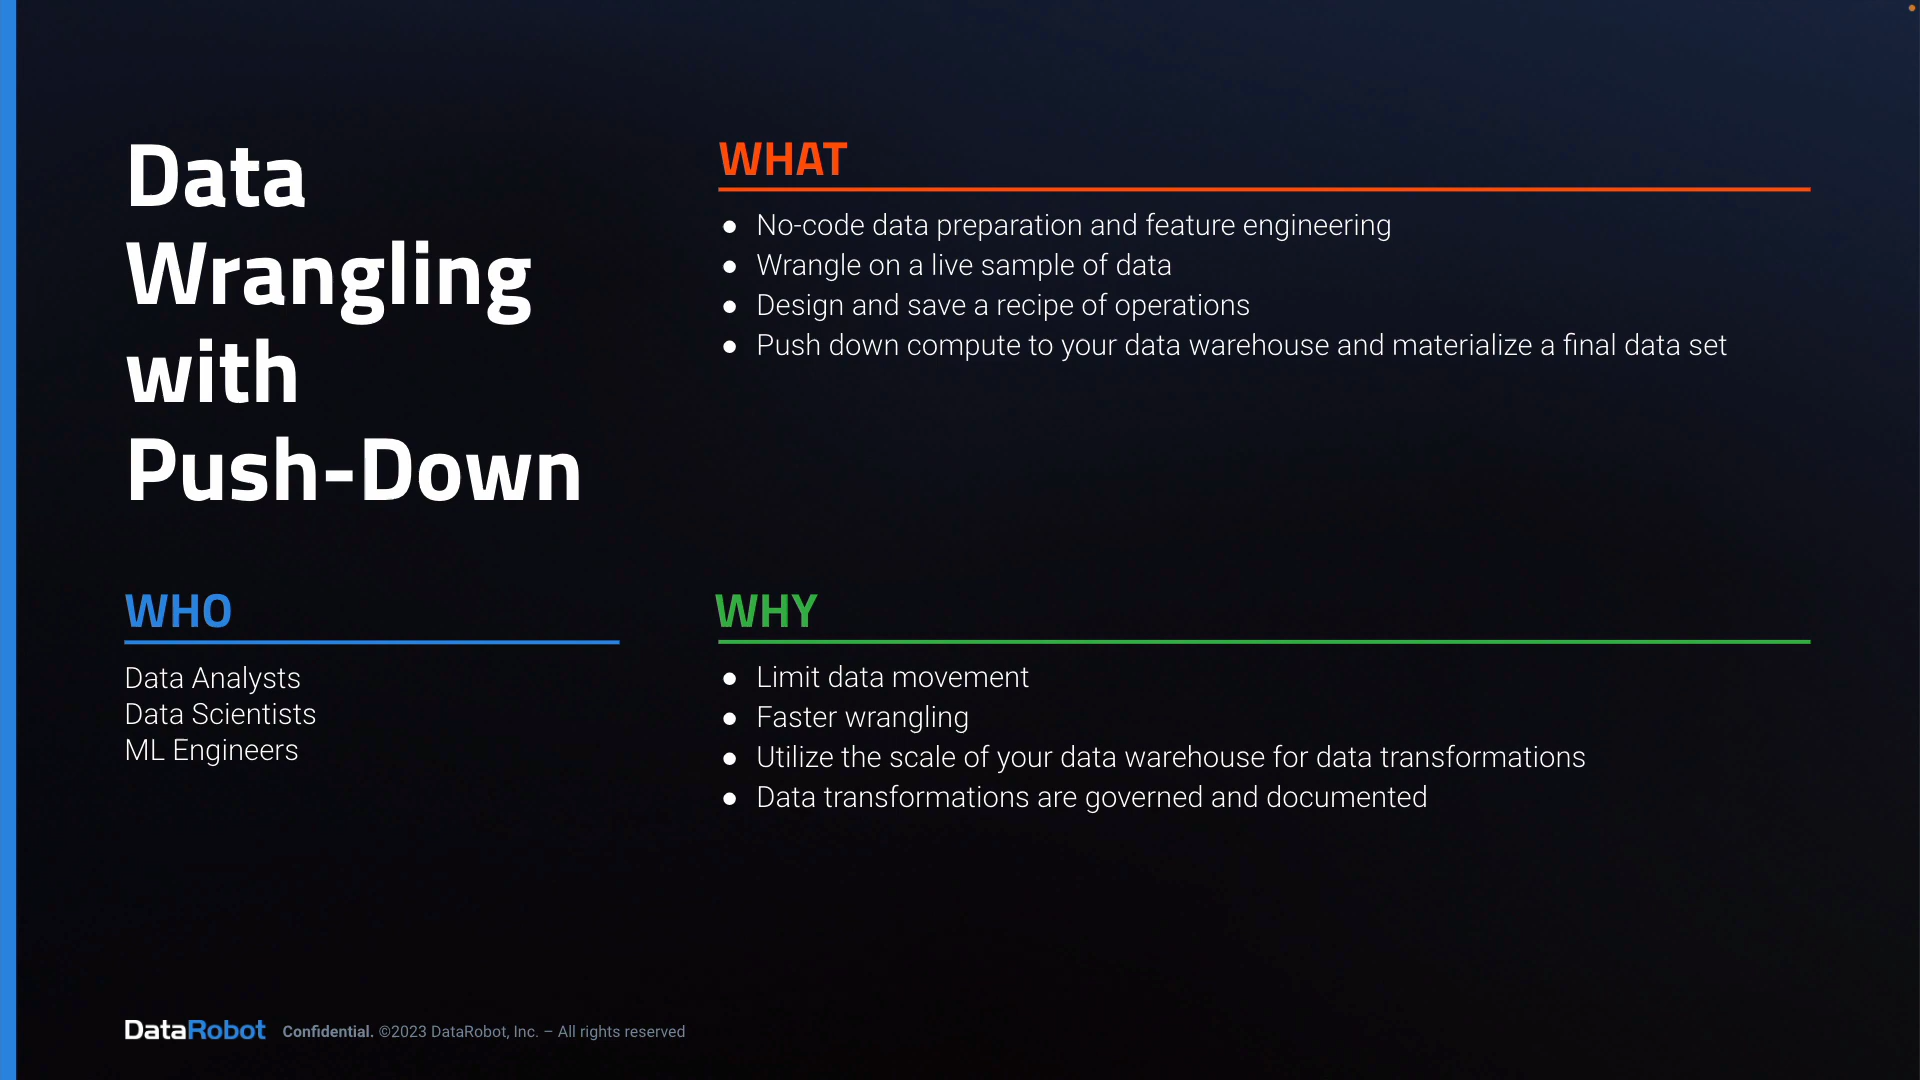 Data
Wrangling
with
Push-Down
WHAT
● No-code data preparation and feature engineering
● Wrangle on a live sample of data
● Design and save a recipe of operations
● Push down compute to your data warehouse and materialize a final data set
WHO
Data Analysts
Data Scientists
ML Engineers
WHY
● Limit data movement
● Faster wrangling
● Utilize the scale of your data warehouse for data transformations
● Data transformations are governed and documented
DataRobot Confidential. ©2023 DataRobot, Inc. – All rights reserved